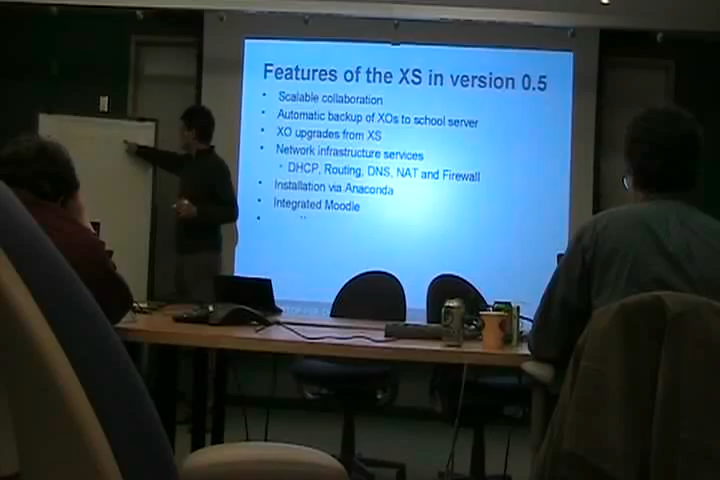 Features of the XS in version 0.5
Scalable collaboration
Automatic backup of XOs to school server
XO upgrades from XS
Network infrastructure services
DHCP, Routing, DNS, NAT and Firewall
Installation via Anaconda
Integrated Moodle